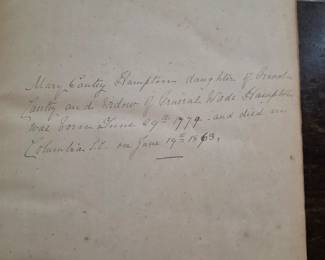 Mary Cantey Hampton daughter of
Cantey and Widow of General Wade Hampton
was born June 29th 1779 and died in
Columbia S.C. on June 19th 1863.